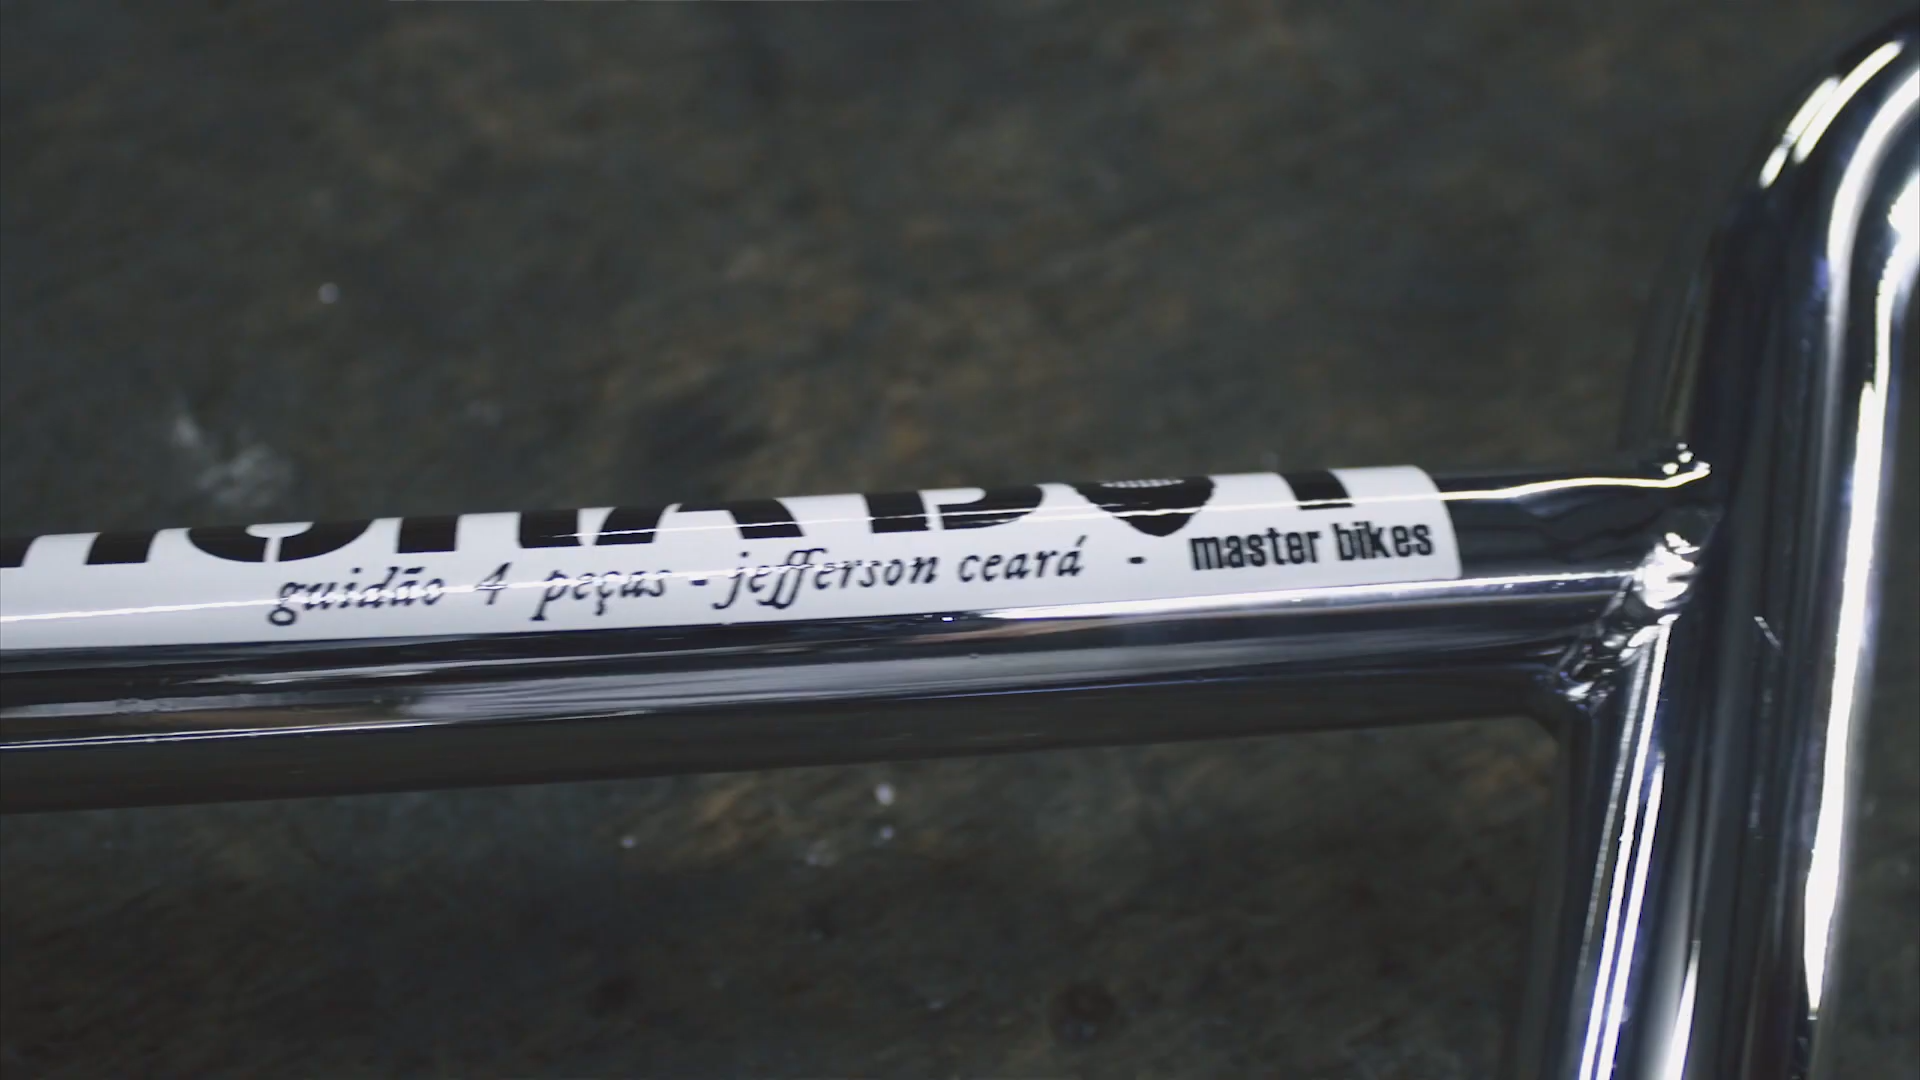 guidão 4 peças - jefferson ceará - master bikes